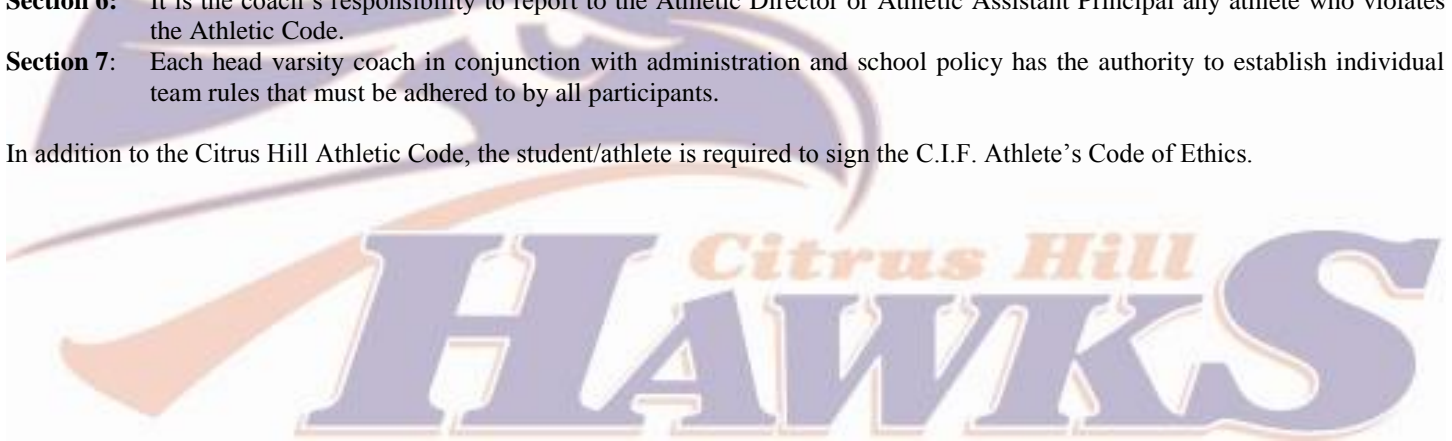 Section 6: It is the coach's responsibility to report to the Athletic Director or Athletic Assistant Principal any athlete who violates
the Athletic Code.
Section 7: Each head varsity coach in conjunction with administration and school policy has the authority to establish individual
team rules that must be adhered to by all participants.
In addition to the Citrus Hill Athletic Code, the student/athlete is required to sign the C.I.F. Athlete's Code of Ethics.
Citrus Hill
HAWKS